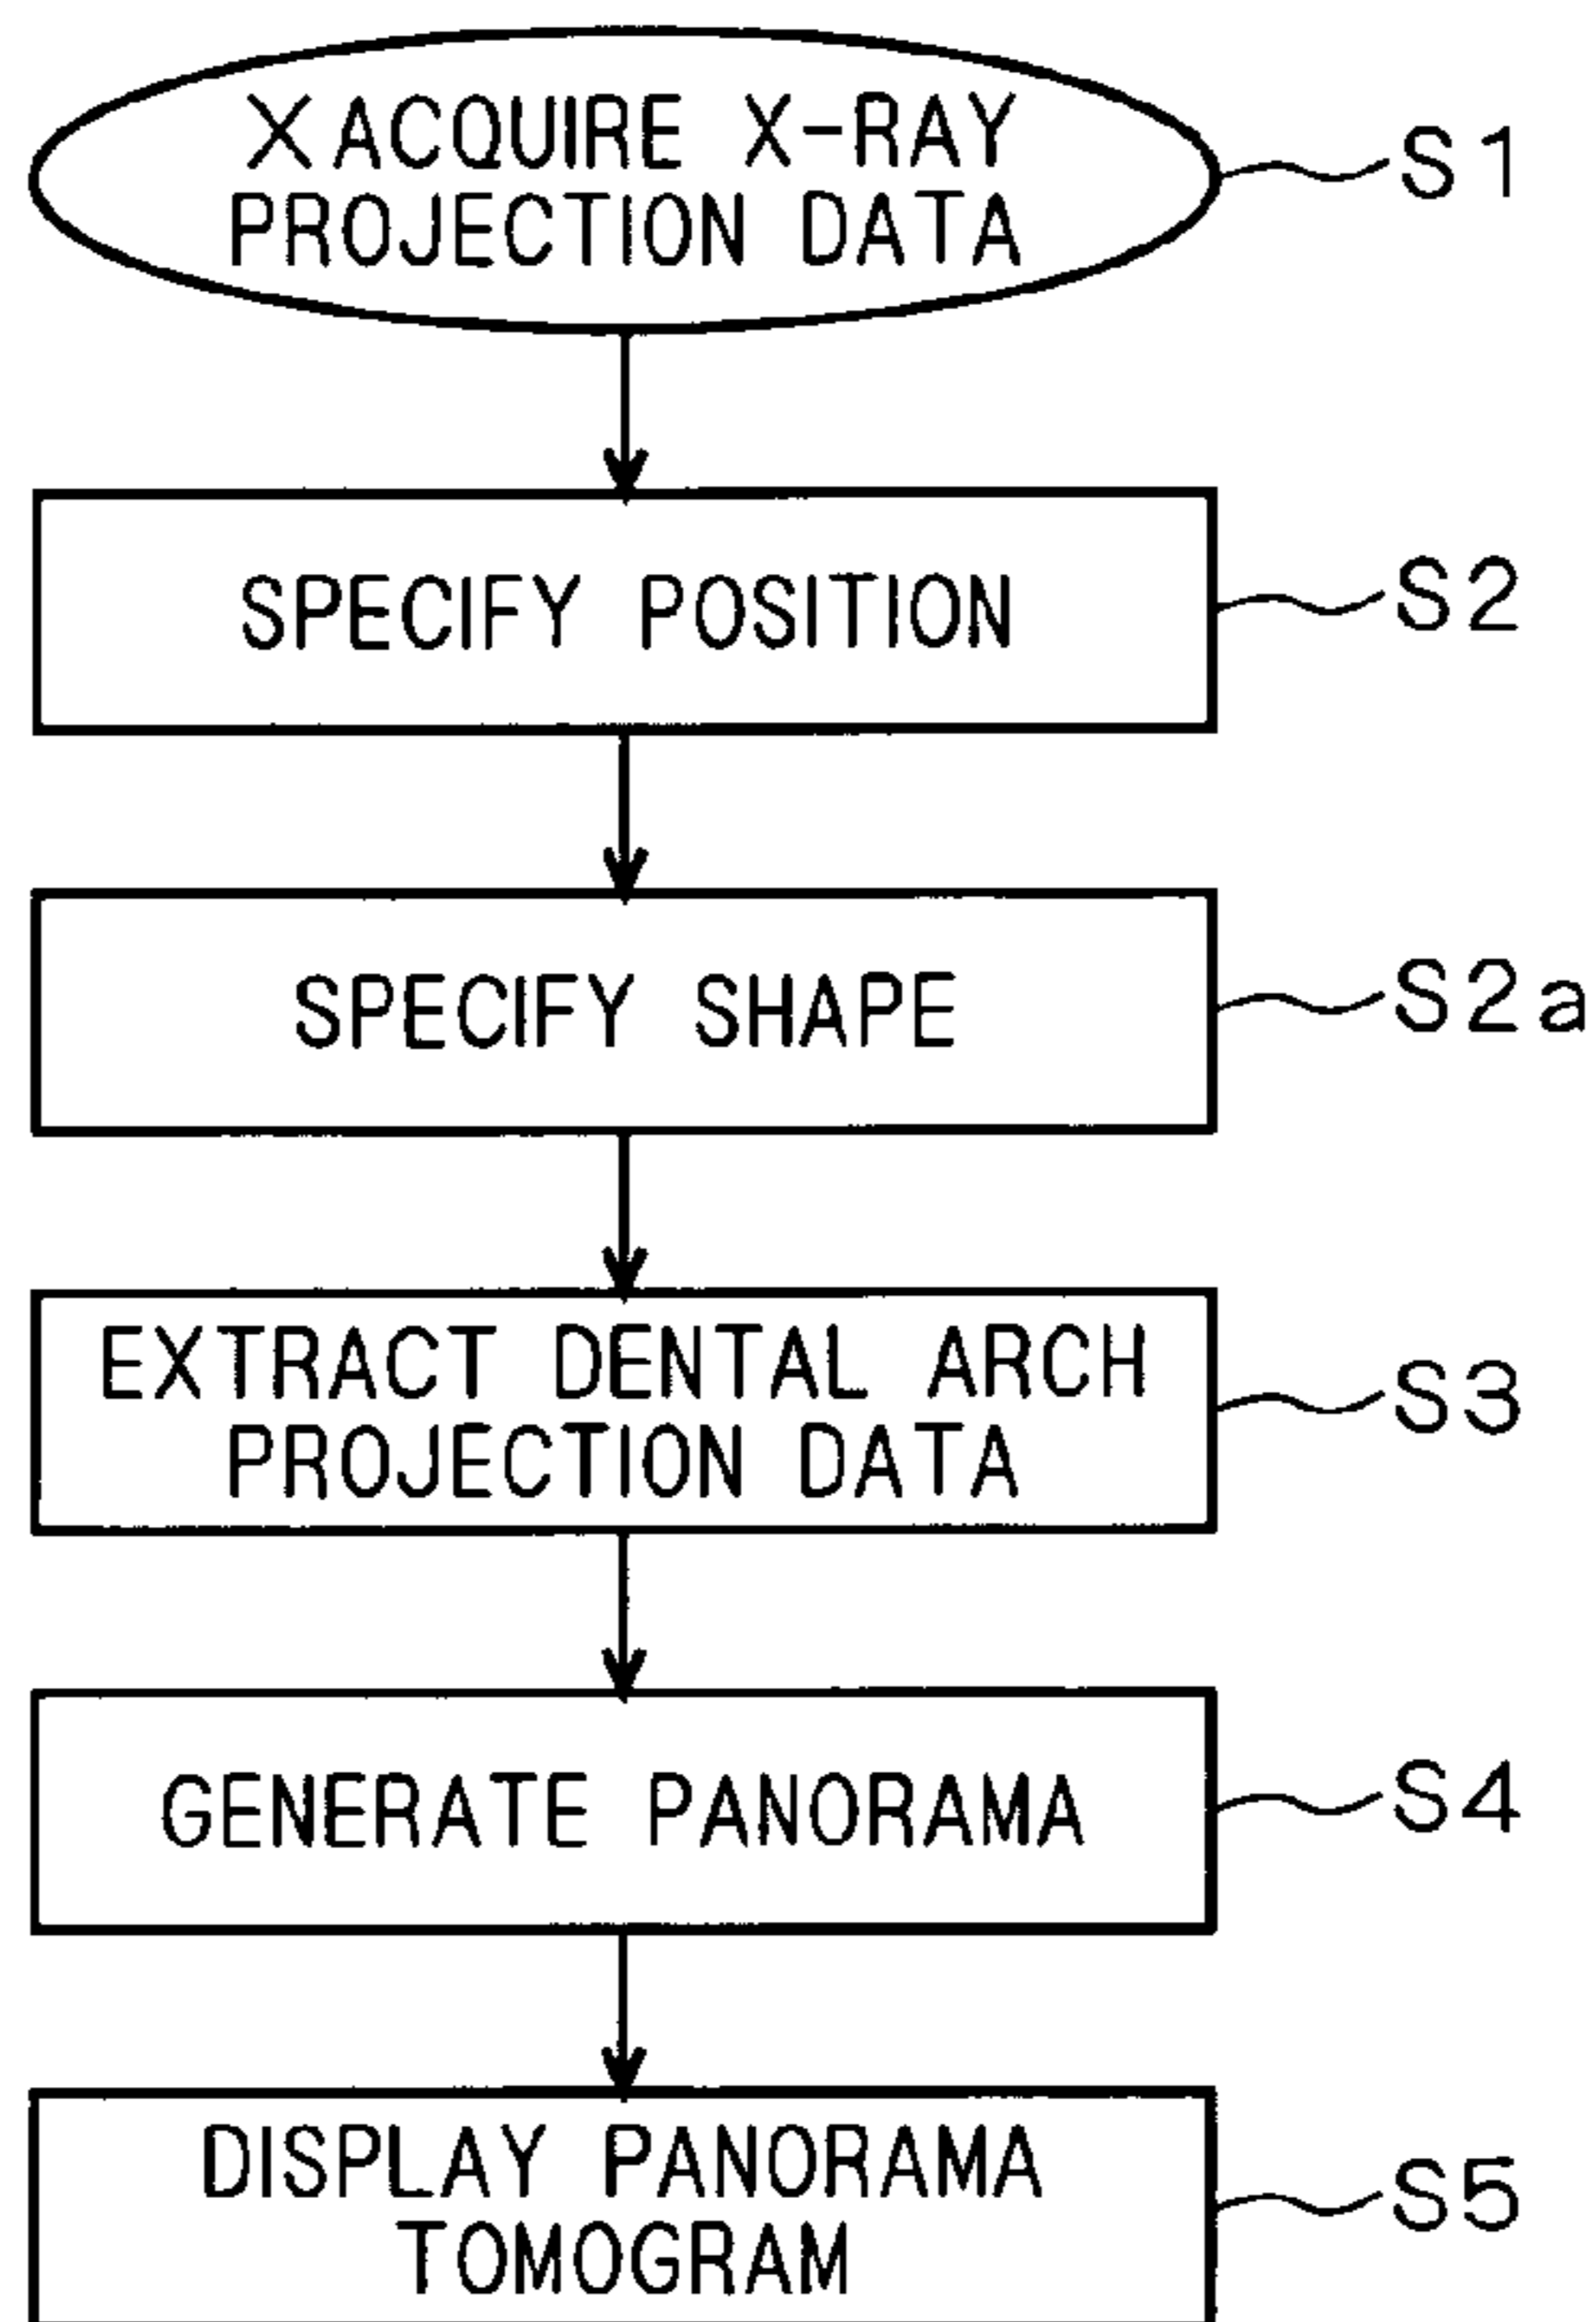 X ACQUIRE X-RAY
PROJECTION DATA
S1
SPECIFY POSITION
S2
SPECIFY SHAPE
S2a
EXTRACT DENTAL ARCH
PROJECTION DATA
S3
GENERATE PANORAMA
S4
DISPLAY PANORAMA
TOMOGRAM
S5